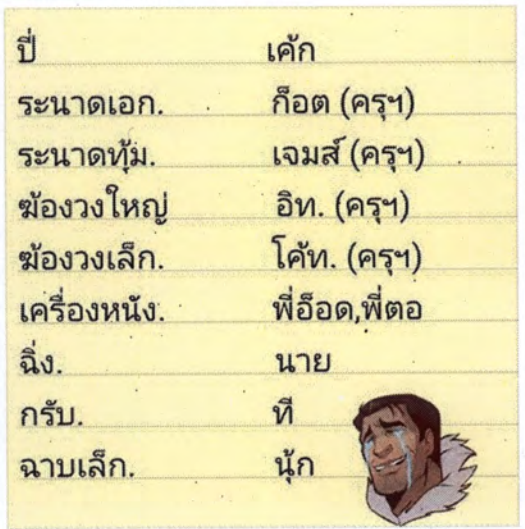 ปี่ เค้ก
ระนาดเอก. ก็อต (ครุฯ)
ระนาดทุ้ม. เจมส์ (ครุฯ)
ฆ้องวงใหญ่ อิท. (ครุฯ)
ฆ้องวงเล็ก. โค้ท. (ครุฯ)
เครื่องหนัง. พี่อ็อด,พี่ตอ
ฉิ่ง. นาย
กรับ. ที
ฉาบเล็ก. นุ้ก